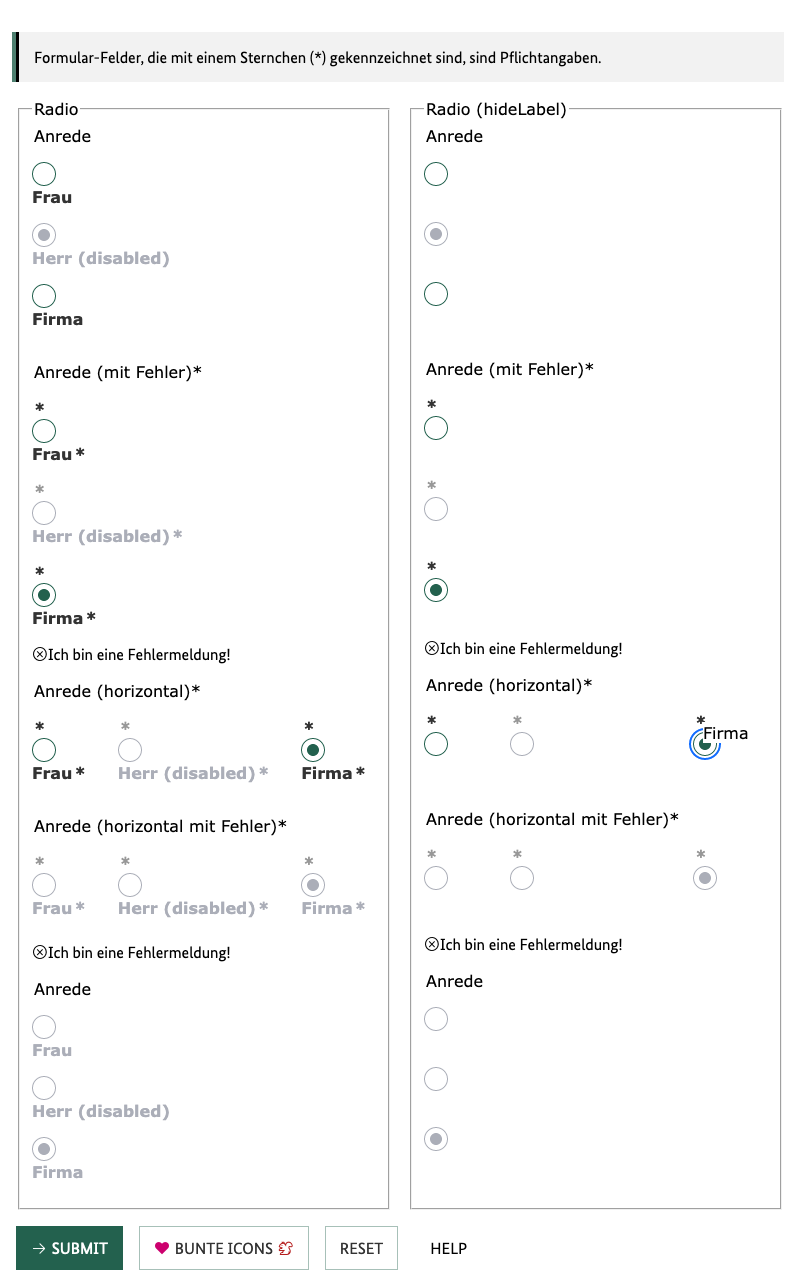 Formular-Felder, die mit einem Sternchen (*) gekennzeichnet sind, sind Pflichtangaben.
Radio
Anrede
Frau
Herr (disabled)
Firma
Anrede (mit Fehler)*
*
Frau*
*
Herr (disabled)*
*
Firma*
Ich bin eine Fehlermeldung!
Anrede (horizontal)*
* * *
Frau* Herr (disabled)* Firma*
Anrede (horizontal mit Fehler)*
* * *
Frau* Herr (disabled)* Firma*
Ich bin eine Fehlermeldung!
Anrede
Frau
Herr (disabled)
Firma
Radio (hideLabel)
Anrede
Anrede (mit Fehler)*
*
*
*
Ich bin eine Fehlermeldung!
Anrede (horizontal)*
* * *
Firma
Anrede (horizontal mit Fehler)*
* * *
Ich bin eine Fehlermeldung!
Anrede
SUBMIT BUNTE ICONS RESET HELP